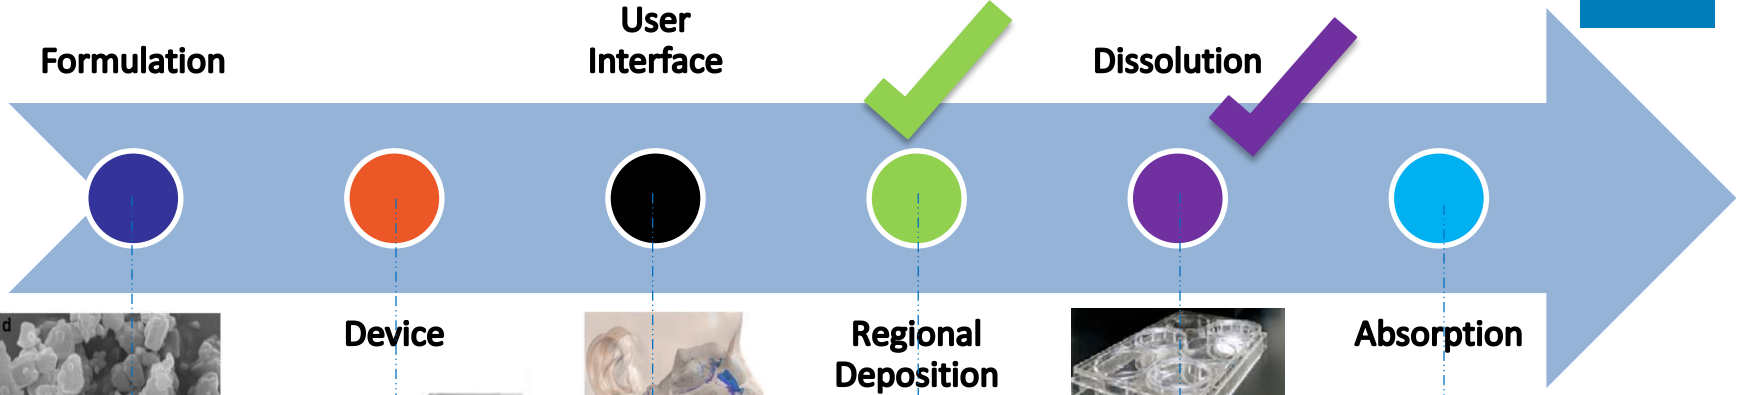 Formulation
User
Interface
Dissolution
d
Device
Regional
Deposition
Absorption